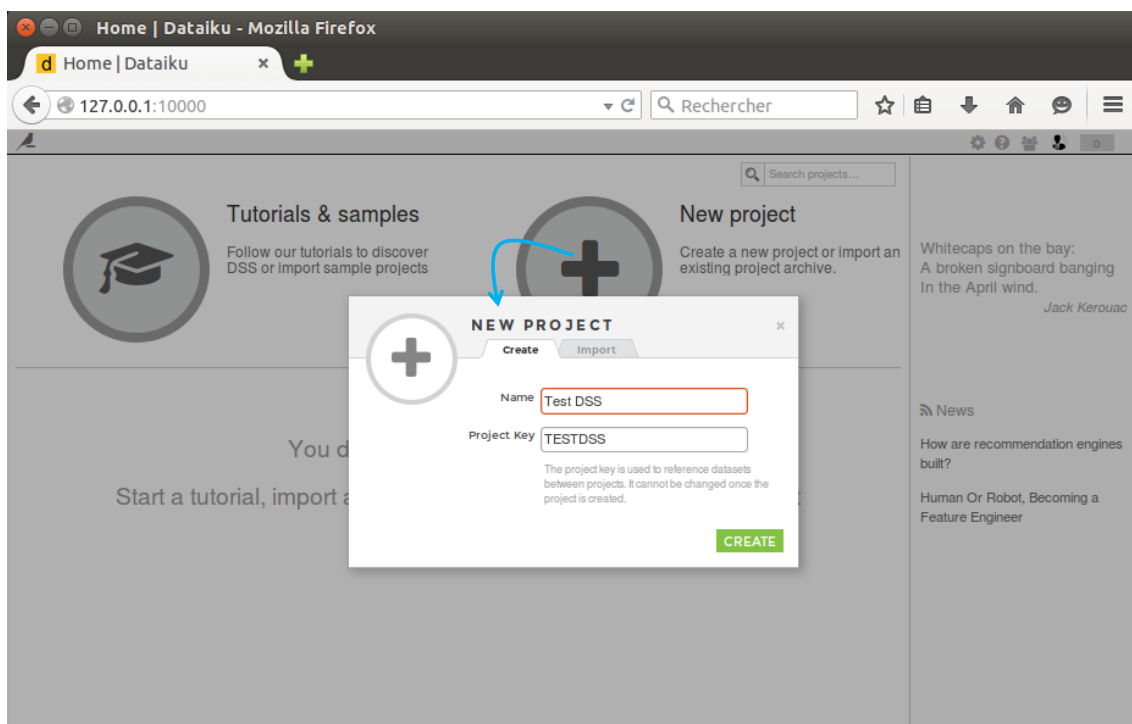 Home | Dataiku - Mozilla Firefox
d Home | Dataiku
127.0.0.1:10000
Rechercher
0
Search projects...
Tutorials & samples
Follow our tutorials to discover
DSS or import sample projects
New project
Create a new project or import an
existing project archive.
Whitecaps on the bay:
A broken signboard banging
In the April wind.
Jack Kerouac
NEW PROJECT
Create
Import
Name
Test DSS
Project Key
TESTDSS
The project key is used to reference datasets
between projects. It cannot be changed once the
project is created.
CREATE
You d
Start a tutorial, import a
News
How are recommendation engines
built?
Human Or Robot, Becoming a
Feature Engineer